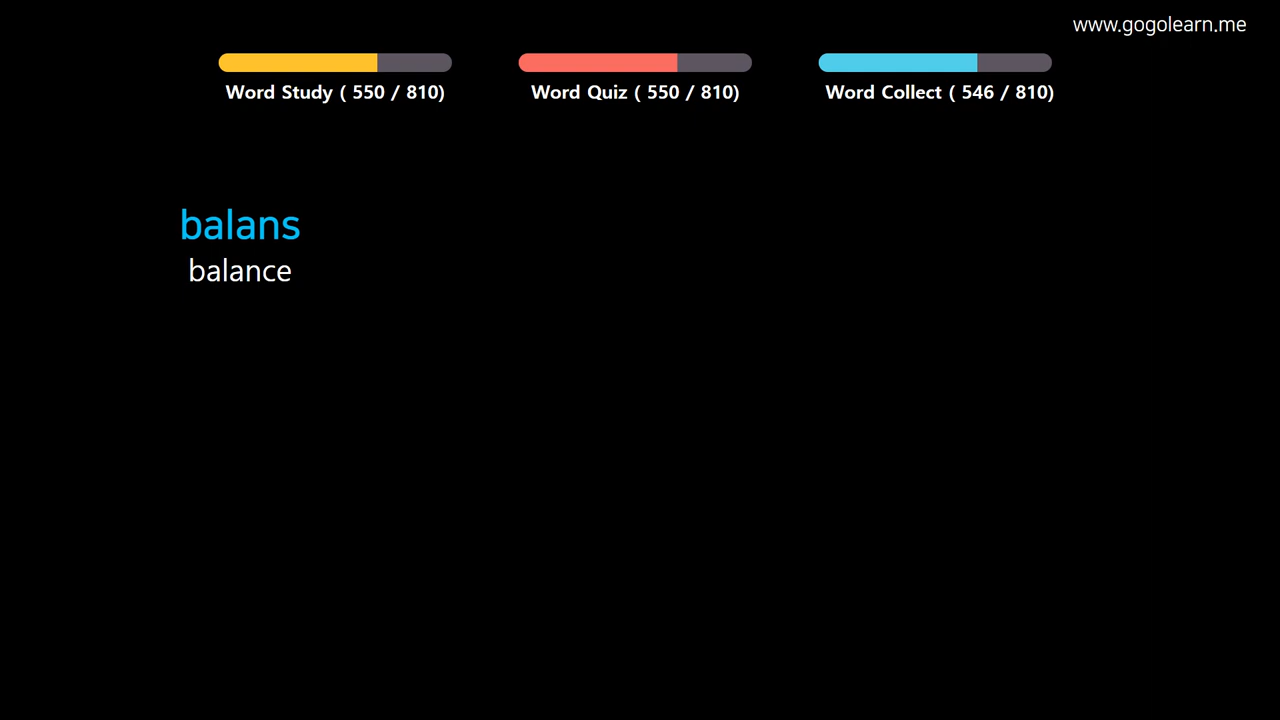 www.gogolearn.me
Word Study ( 550 / 810)
Word Quiz ( 550 / 810)
Word Collect ( 546 / 810)
balans
balance